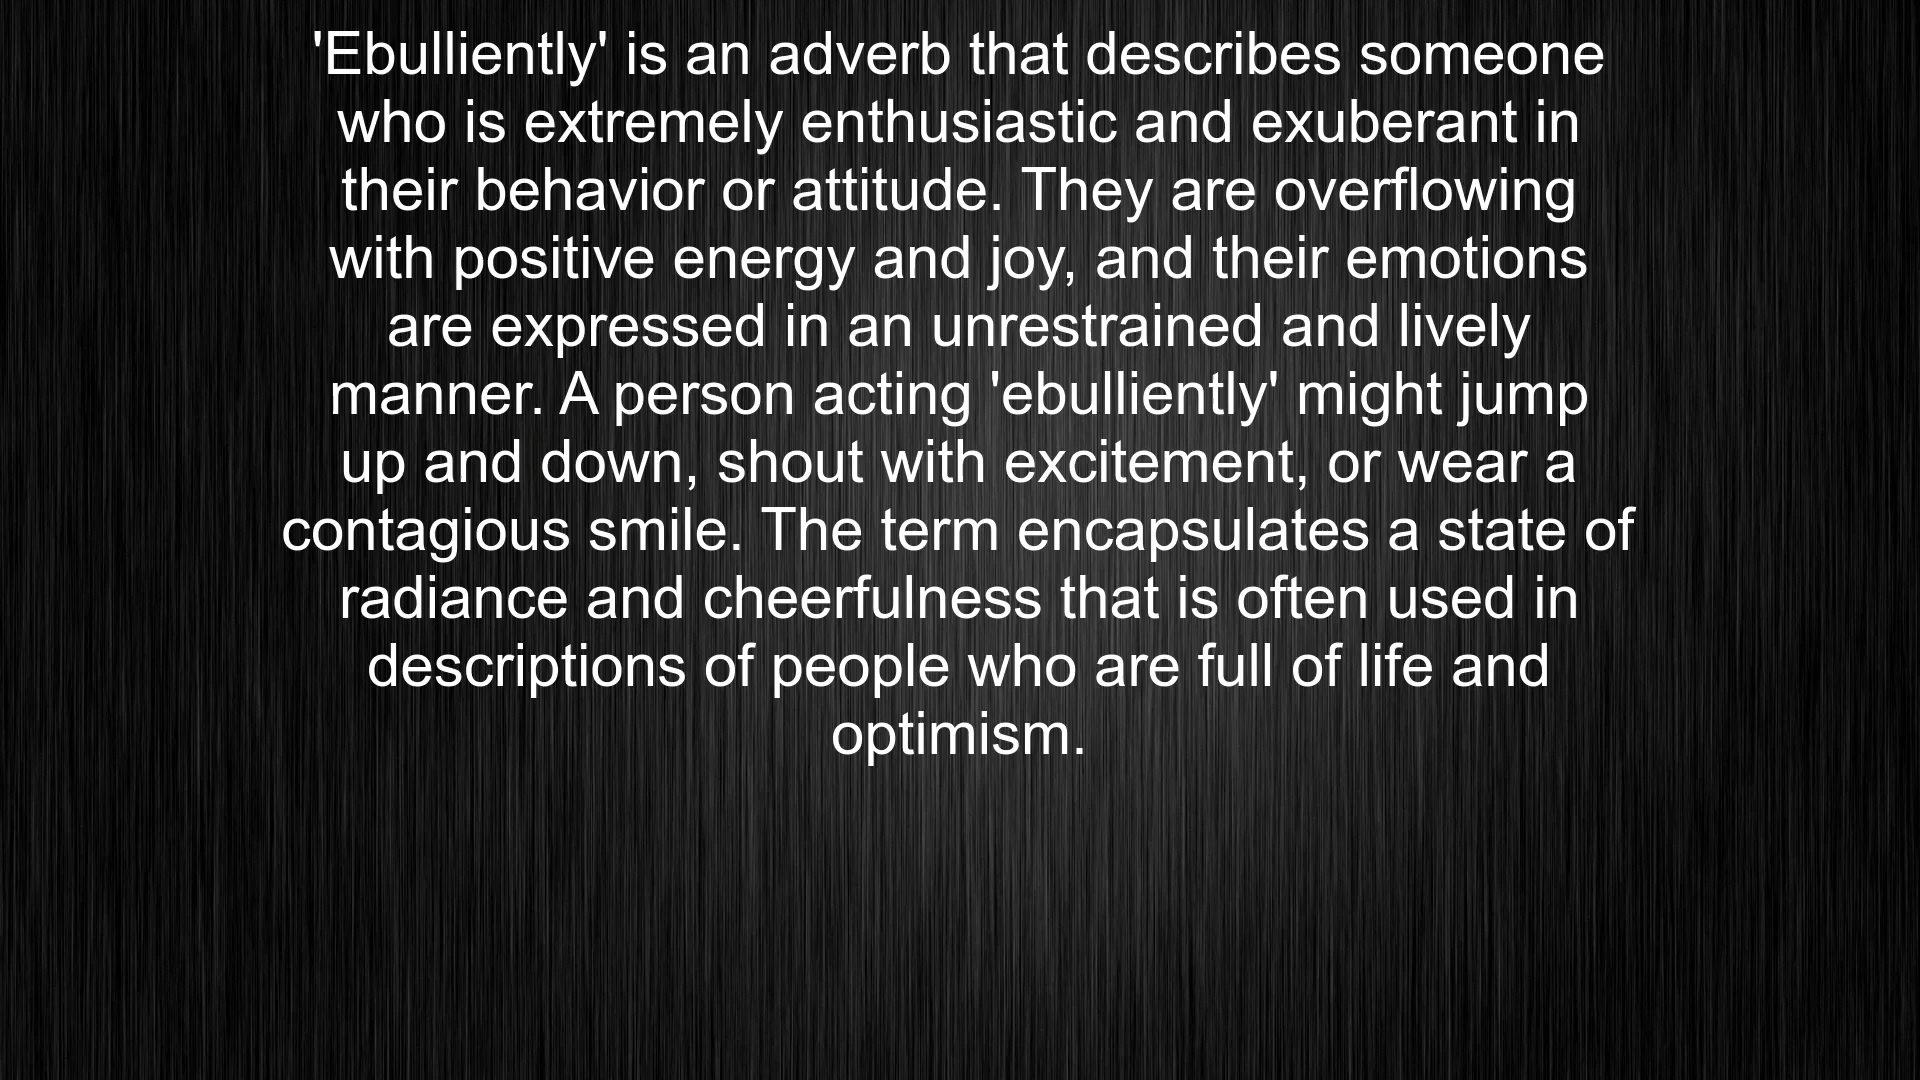 'Ebulliently' is an adverb that describes someone
who is extremely enthusiastic and exuberant in
their behavior or attitude. They are overflowing
with positive energy and joy, and their emotions
are expressed in an unrestrained and lively
manner. A person acting 'ebulliently' might jump
up and down, shout with excitement, or wear a
contagious smile. The term encapsulates a state of
radiance and cheerfulness that is often used in
descriptions of people who are full of life and
optimism.